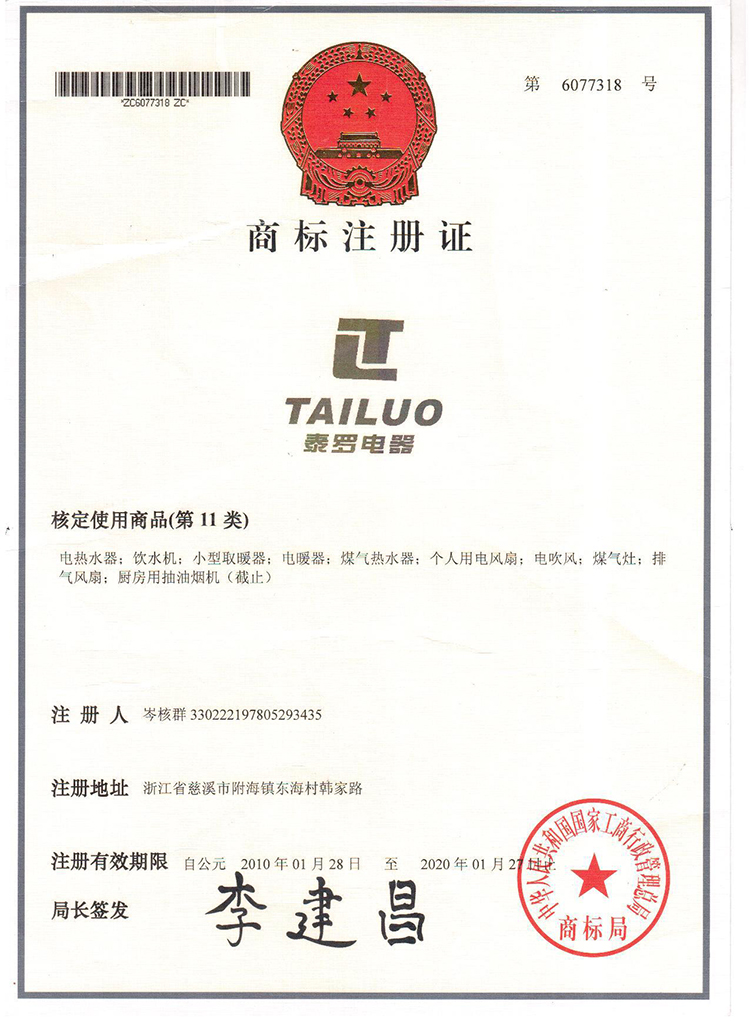 *ZC6077318 ZC*
第 6077318 号
商标注册证
TAILUO
泰罗电器
核定使用商品(第 11 类)
电热水器；饮水机；小型取暖器；电暖器；煤气热水器；个人用电风扇；电吹风；煤气灶；排
气风扇；厨房用抽油烟机（截止）
注册人 岑核群 330222197805293435
注册地址 浙江省慈溪市附海镇东海村韩家路
注册有效期限 自公元 2010 年 01 月 28 日 至 2020 年 01 月 27 日止
局长签发 李建昌
中华人民共和国国家工商行政管理总局
商标局